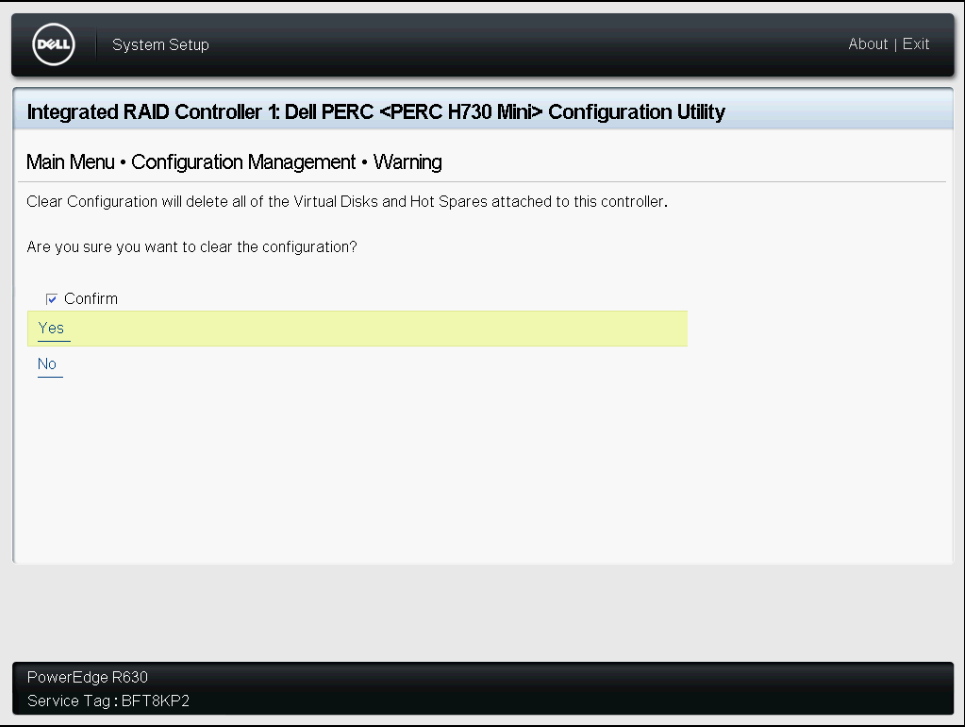 DELL
System Setup
About | Exit
Integrated RAID Controller 1: Dell PERC <PERC H730 Mini> Configuration Utility
Main Menu • Configuration Management • Warning
Clear Configuration will delete all of the Virtual Disks and Hot Spares attached to this controller.
Are you sure you want to clear the configuration?
Confirm
Yes
No
PowerEdge R630
Service Tag : BFT8KP2